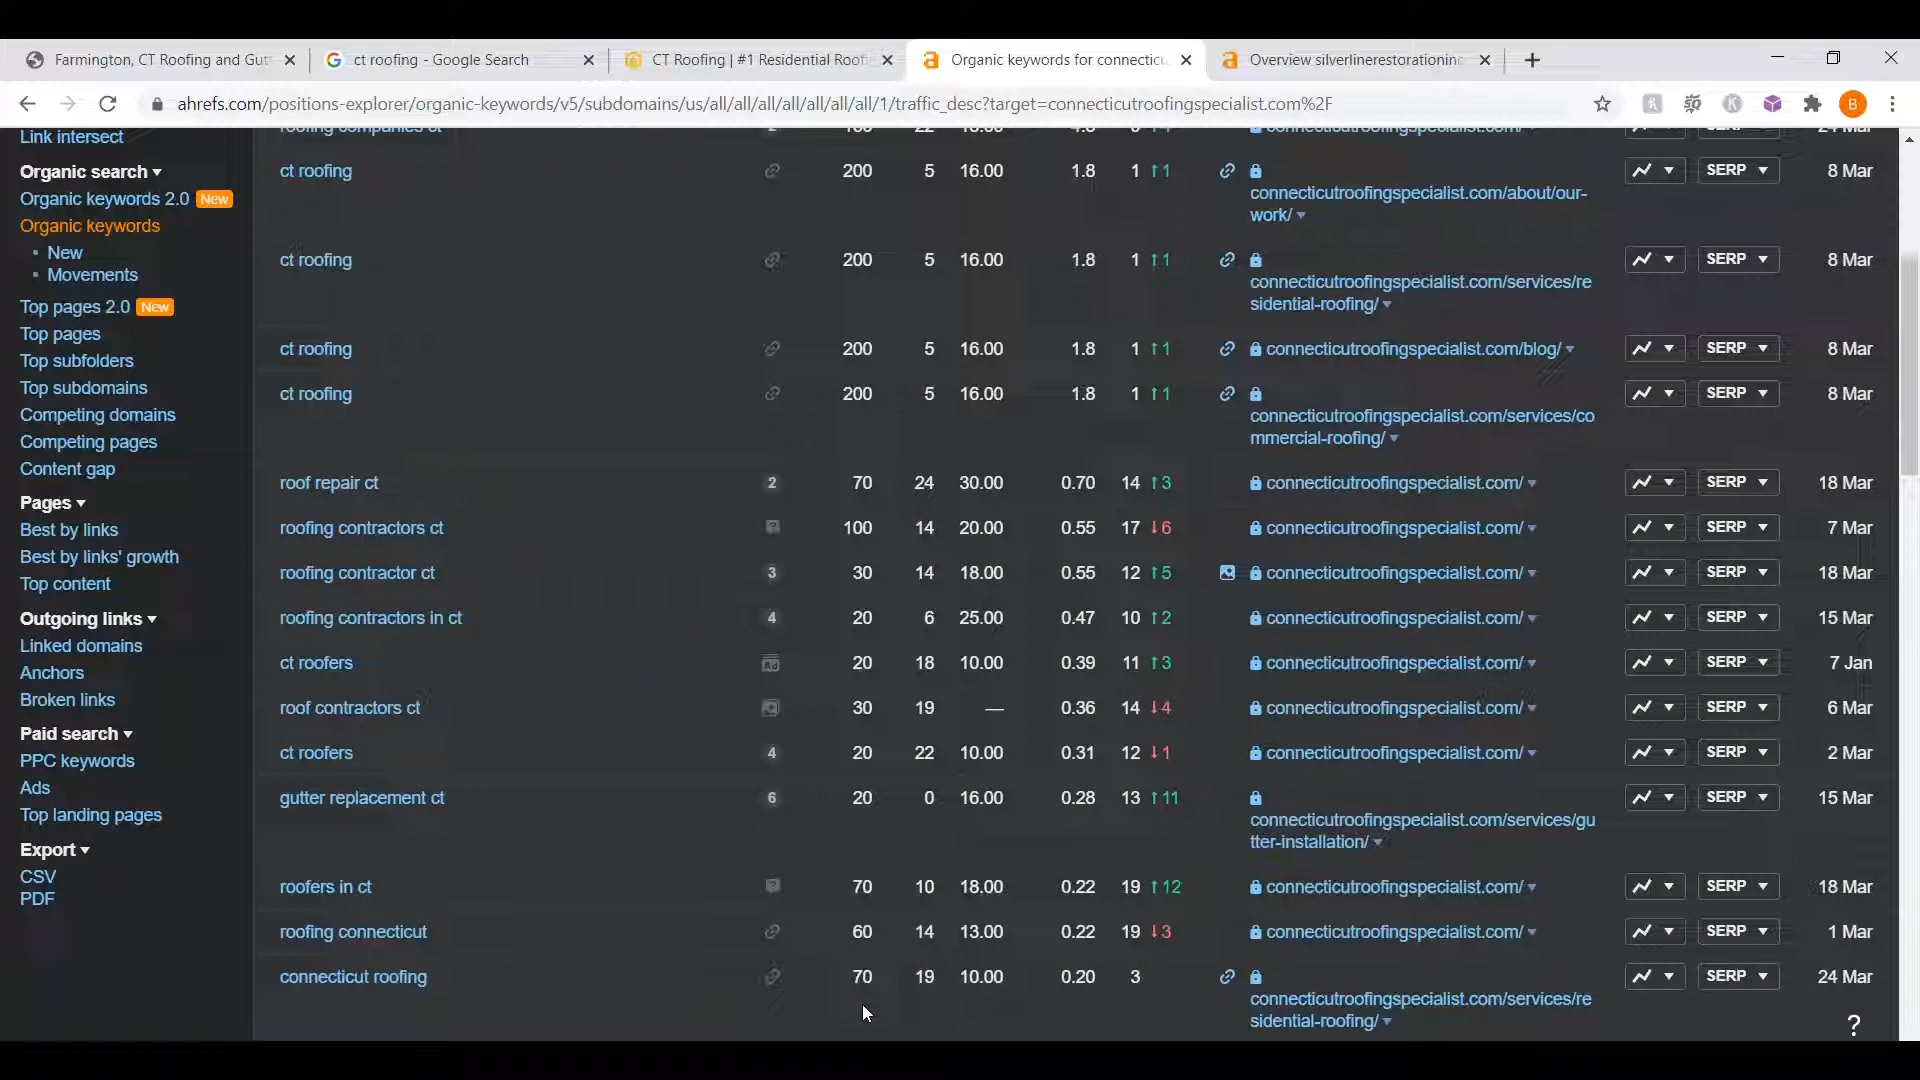 Farmington, CT Roofing and Gut
ct roofing - Google Search
CT Roofing | #1 Residential Roofi
Organic keywords for connecticu
Overview silverlinerestorationinc
ahrefs.com/positions-explorer/organic-keywords/v5/subdomains/us/all/all/all/all/all/all/all/1/traffic_desc?target=connecticutroofingspecialist.com%2F
B
Link intersect
Organic search
Organic keywords 2.0 New
Organic keywords
• New
• Movements
Top pages 2.0 New
Top pages
Top subfolders
Top subdomains
Competing domains
Competing pages
Content gap
Pages
Best by links
Best by links' growth
Top content
Outgoing links
Linked domains
Anchors
Broken links
Paid search
PPC keywords
Ads
Top landing pages
Export
CSV
PDF
roofing companies ct connecticutroofingspecialist.com/ 24 Mar
ct roofing 200 5 16.00 1.8 1 ↑1 SERP 8 Mar
connecticutroofingspecialist.com/about/our-
work/
ct roofing 200 5 16.00 1.8 1 ↑1 SERP 8 Mar
connecticutroofingspecialist.com/services/re
sidential-roofing/
ct roofing 200 5 16.00 1.8 1 ↑1 connecticutroofingspecialist.com/blog/ SERP 8 Mar
ct roofing 200 5 16.00 1.8 1 ↑1 SERP 8 Mar
connecticutroofingspecialist.com/services/co
mmercial-roofing/
roof repair ct 2 70 24 30.00 0.70 14 ↑3 connecticutroofingspecialist.com/ SERP 18 Mar
roofing contractors ct 100 14 20.00 0.55 17 ↓6 connecticutroofingspecialist.com/ SERP 7 Mar
roofing contractor ct 3 30 14 18.00 0.55 12 ↑5 connecticutroofingspecialist.com/ SERP 18 Mar
roofing contractors in ct 4 20 6 25.00 0.47 10 ↑2 connecticutroofingspecialist.com/ SERP 15 Mar
ct roofers Ad 20 18 10.00 0.39 11 ↑3 connecticutroofingspecialist.com/ SERP 7 Jan
roof contractors ct 30 19 — 0.36 14 ↓4 connecticutroofingspecialist.com/ SERP 6 Mar
ct roofers 4 20 22 10.00 0.31 12 ↓1 connecticutroofingspecialist.com/ SERP 2 Mar
gutter replacement ct 6 20 0 16.00 0.28 13 ↑11 SERP 15 Mar
connecticutroofingspecialist.com/services/gu
tter-installation/
roofers in ct 70 10 18.00 0.22 19 ↑12 connecticutroofingspecialist.com/ SERP 18 Mar
roofing connecticut 60 14 13.00 0.22 19 ↓3 connecticutroofingspecialist.com/ SERP 1 Mar
connecticut roofing 70 19 10.00 0.20 3 SERP 24 Mar
connecticutroofingspecialist.com/services/re
sidential-roofing/
?